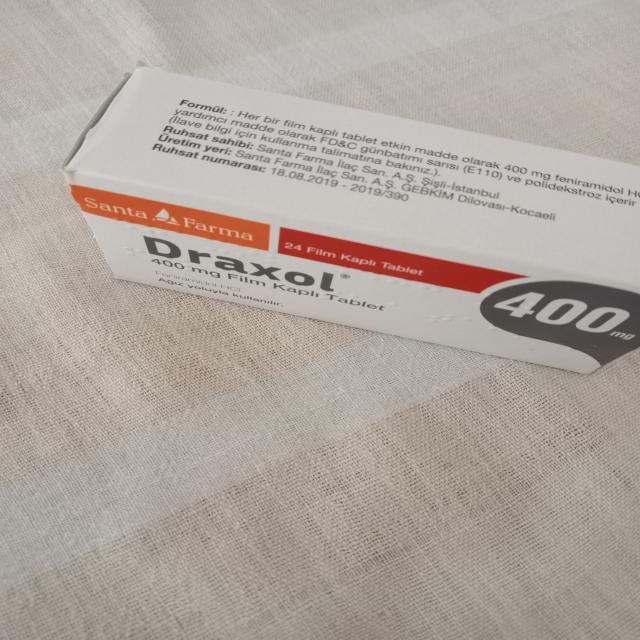 Formül: : Her bir film kaplı tablet etkin madde olarak 400 mg feniramidol HC
yardımcı madde olarak FD&C günbatımı sarısı (E110) ve polidekstroz içerir
(İlave bilgi için kullanma talimatına bakınız.).
Ruhsat sahibi: Santa Farma İlaç San. A.Ş. Şişli-İstanbul
Üretim yeri: Santa Farma İlaç San. A.Ş. GEBKİM Dilovası-Kocaeli
Ruhsat numarası: 18.08.2019 - 2019/390
Santa Farma
24 Film Kaplı Tablet
Draxol®
400 mg Film Kaplı Tablet
Feniramidol HCl
Ağız yoluyla kullanılır.
400 mg